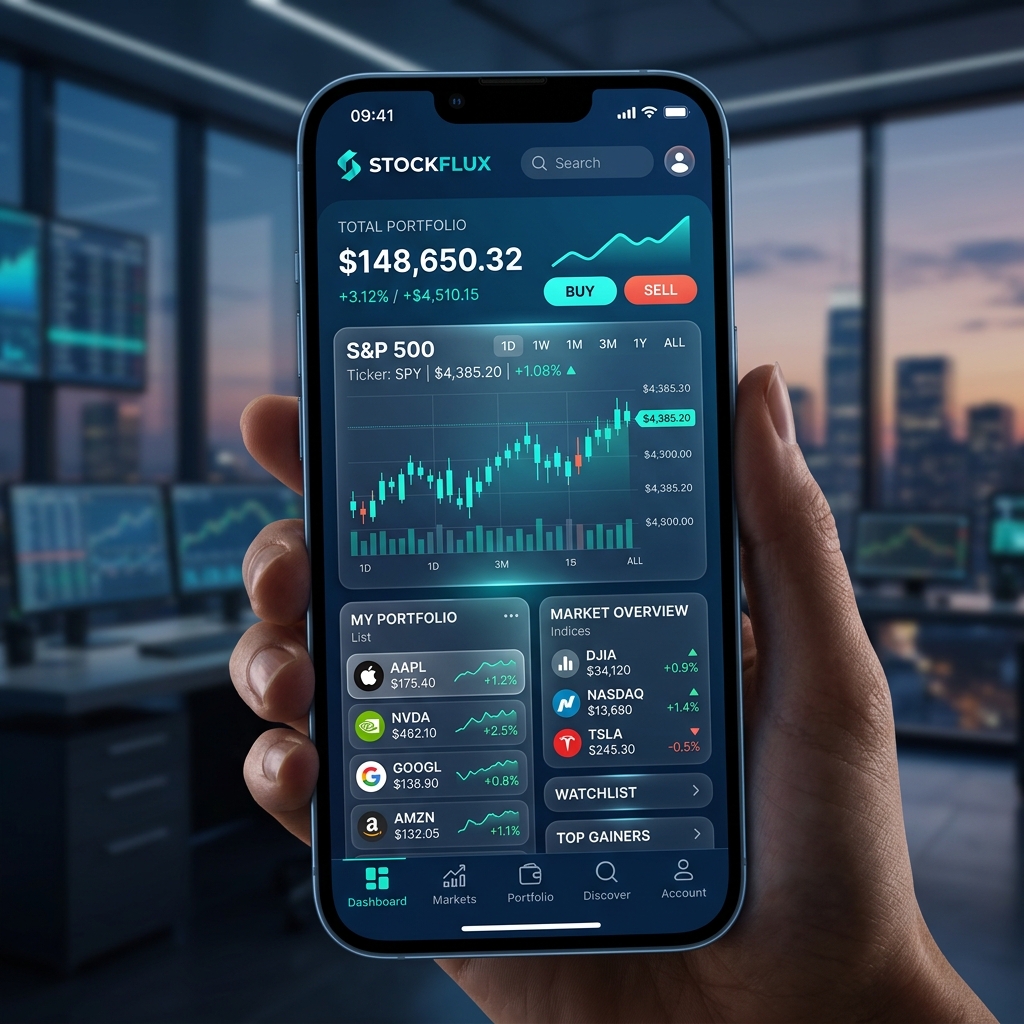 09:41
STOCKFLUX
Search
TOTAL PORTFOLIO
$148,650.32
+3.12% / +$4,510.15
BUY
SELL
S&P 500
1D 1W 1M 3M 1Y ALL
Ticker: SPY | $4,385.20 | +1.08% ▲
$4,385.30
$4,385.20
$4,300.00
$4,385.20
$4,800.00
1D 1D 3M 15 ALL
MY PORTFOLIO
List
AAPL
$175.40
+1.2%
NVDA
$462.10
+2.5%
GOOGL
$138.90
+0.8%
AMZN
$132.05
+1.1%
MARKET OVERVIEW
Indices
DJIA
$34,120
+0.9%
NASDAQ
$13,680
+1.4%
TSLA
$245.30
-0.5%
WATCHLIST
TOP GAINERS
Dashboard Markets Portfolio Discover Account